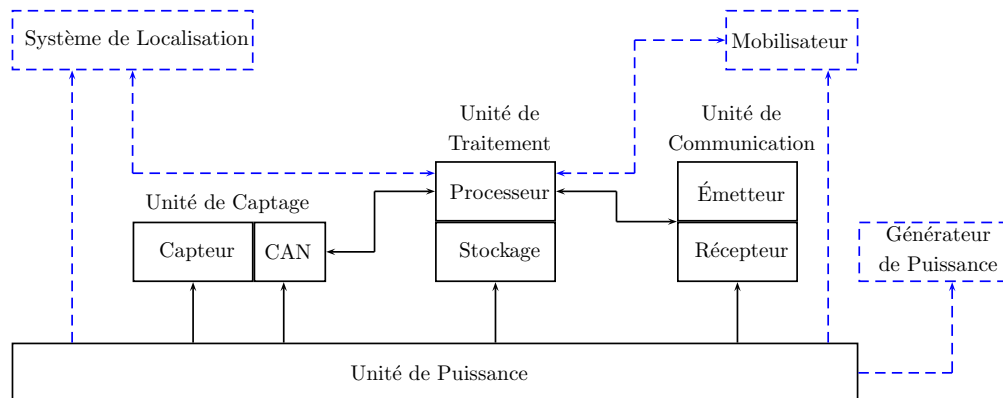 Système de Localisation
Mobilisateur
Unité de
Traitement
Unité de
Communication
Processeur
Émetteur
Unité de Captage
Capteur
CAN
Stockage
Récepteur
Générateur
de Puissance
Unité de Puissance